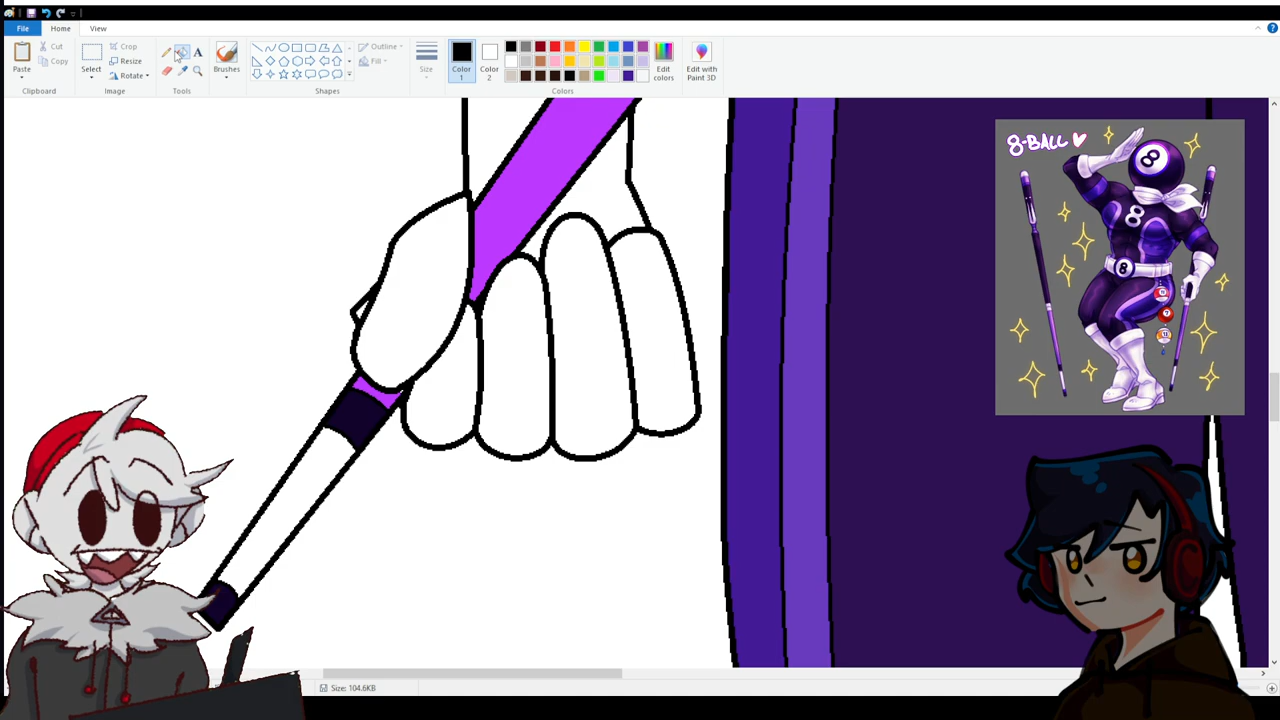 File Home View
Cut
Copy
Paste
Clipboard
Crop
Resize
Rotate
Select
Image
A
Tools
Brushes
Outline
Fill
Shapes
Size
Color 1
Color 2
Edit colors
Edit with Paint 3D
Colors
8-BALL
8
8
8
Size: 104.6KB